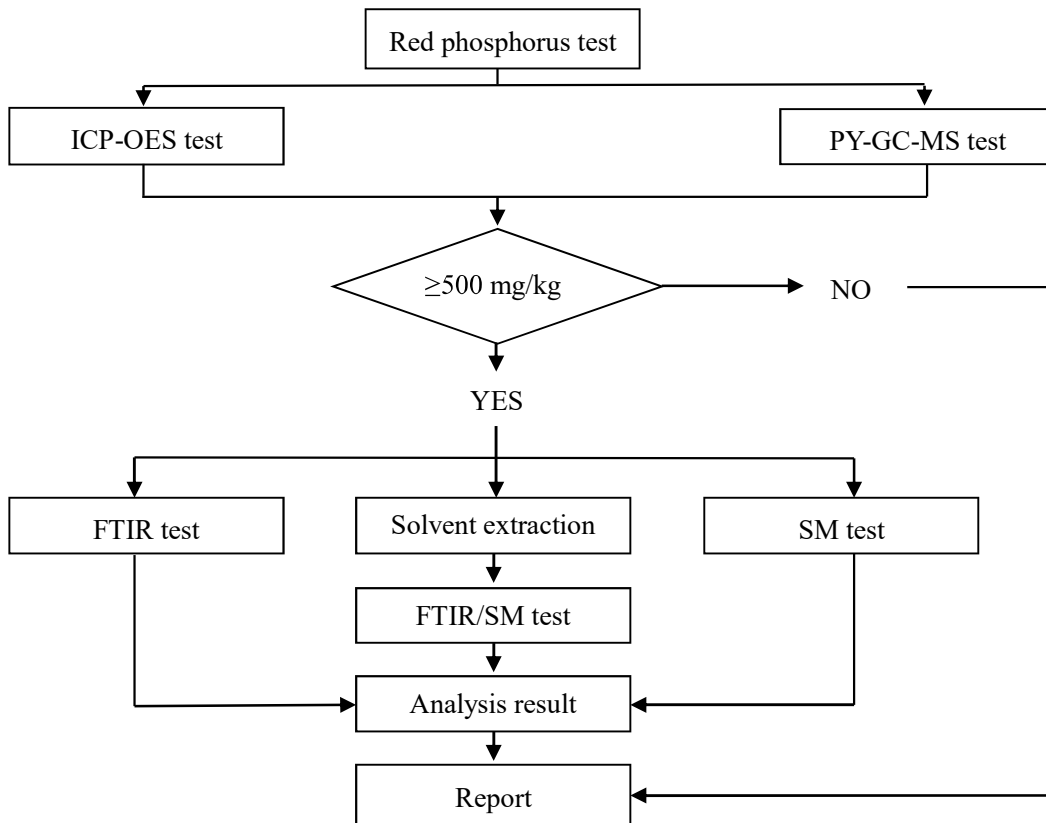 Red phosphorus test
ICP-OES test
PY-GC-MS test
≥500 mg/kg
NO
YES
FTIR test
Solvent extraction
SM test
FTIR/SM test
Analysis result
Report